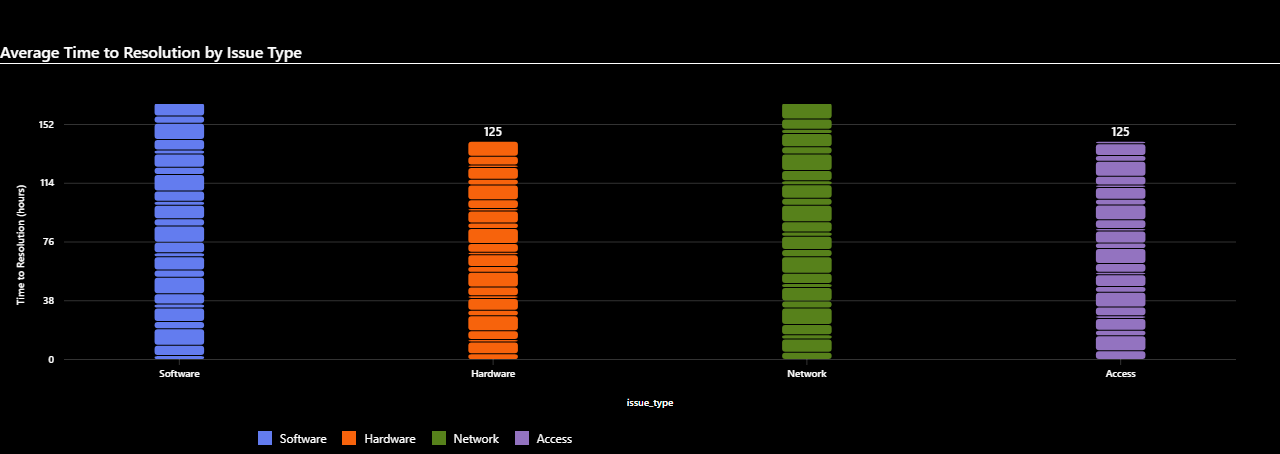 Average Time to Resolution by Issue Type
152
114
76
38
0
Time to Resolution (hours)
125
125
Software
Hardware
Network
Access
issue_type
Software
Hardware
Network
Access